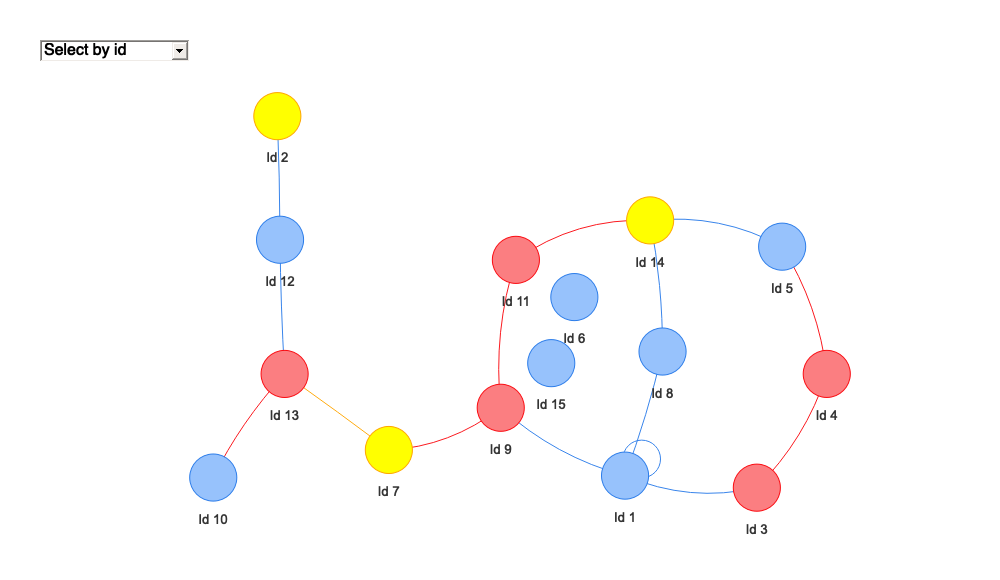 Select by id
Id 2
Id 14
Id 12
Id 5
Id 11
Id 6
Id 8
Id 15
Id 13
Id 4
Id 9
Id 7
Id 1
Id 10
Id 3